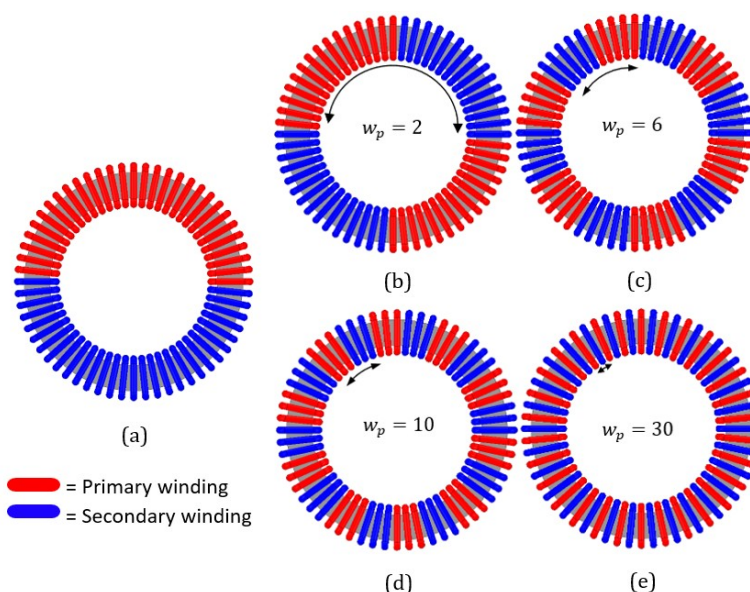 w_p = 2
w_p = 6
(b)
(c)
(a)
w_p = 10
w_p = 30
= Primary winding
= Secondary winding
(d)
(e)